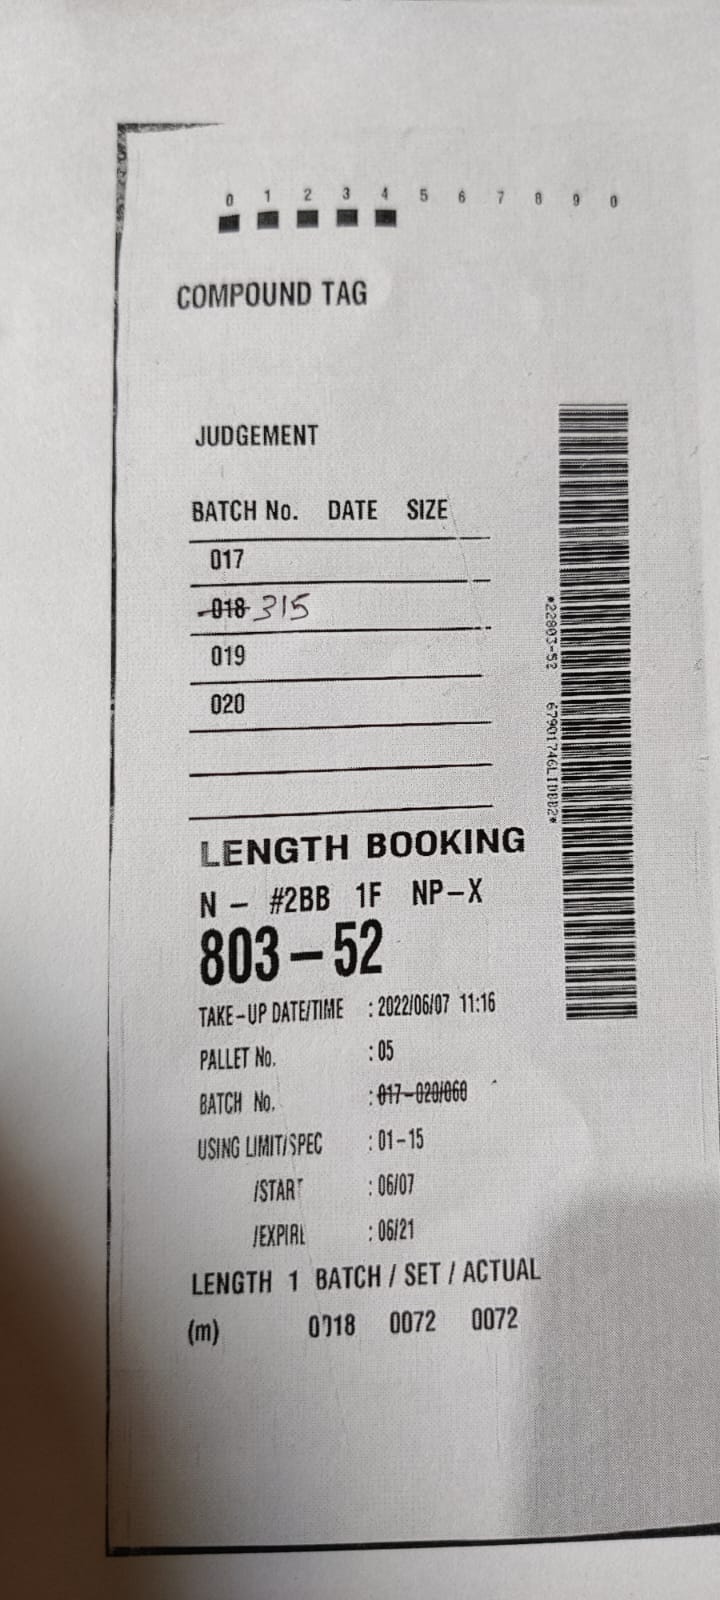 0 1 2 3 4 5 6 7 8 9 0
COMPOUND TAG
JUDGEMENT
BATCH No. DATE SIZE
017
018 315
019
020
*22803-52
LENGTH BOOKING
N - #2BB 1F NP-X
803-52
TAKE-UP DATE/TIME : 2022/06/07 11:16
PALLET No. : 05
BATCH No. : 017-020/060
USING LIMIT/SPEC : 01-15
/START : 06/07
/EXPIRE : 06/21
LENGTH 1 BATCH / SET / ACTUAL
(m) 0018 0072 0072